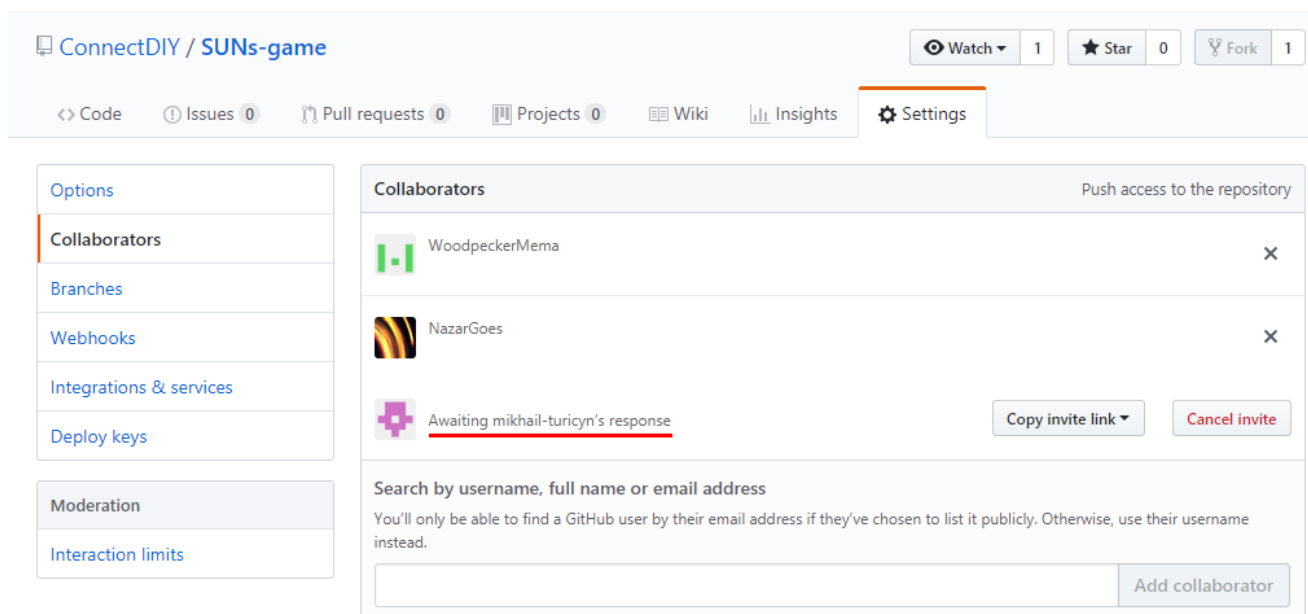 ConnectDIY / SUNs-game Watch 1 Star 0 Fork 1
<> Code Issues 0 Pull requests 0 Projects 0 Wiki Insights Settings
Options
Collaborators
Branches
Webhooks
Integrations & services
Deploy keys
Moderation
Interaction limits
Collaborators Push access to the repository
WoodpeckerMema
NazarGoes
Awaiting mikhail-turicyn's response Copy invite link Cancel invite
Search by username, full name or email address
You'll only be able to find a GitHub user by their email address if they've chosen to list it publicly. Otherwise, use their username
instead.
Add collaborator